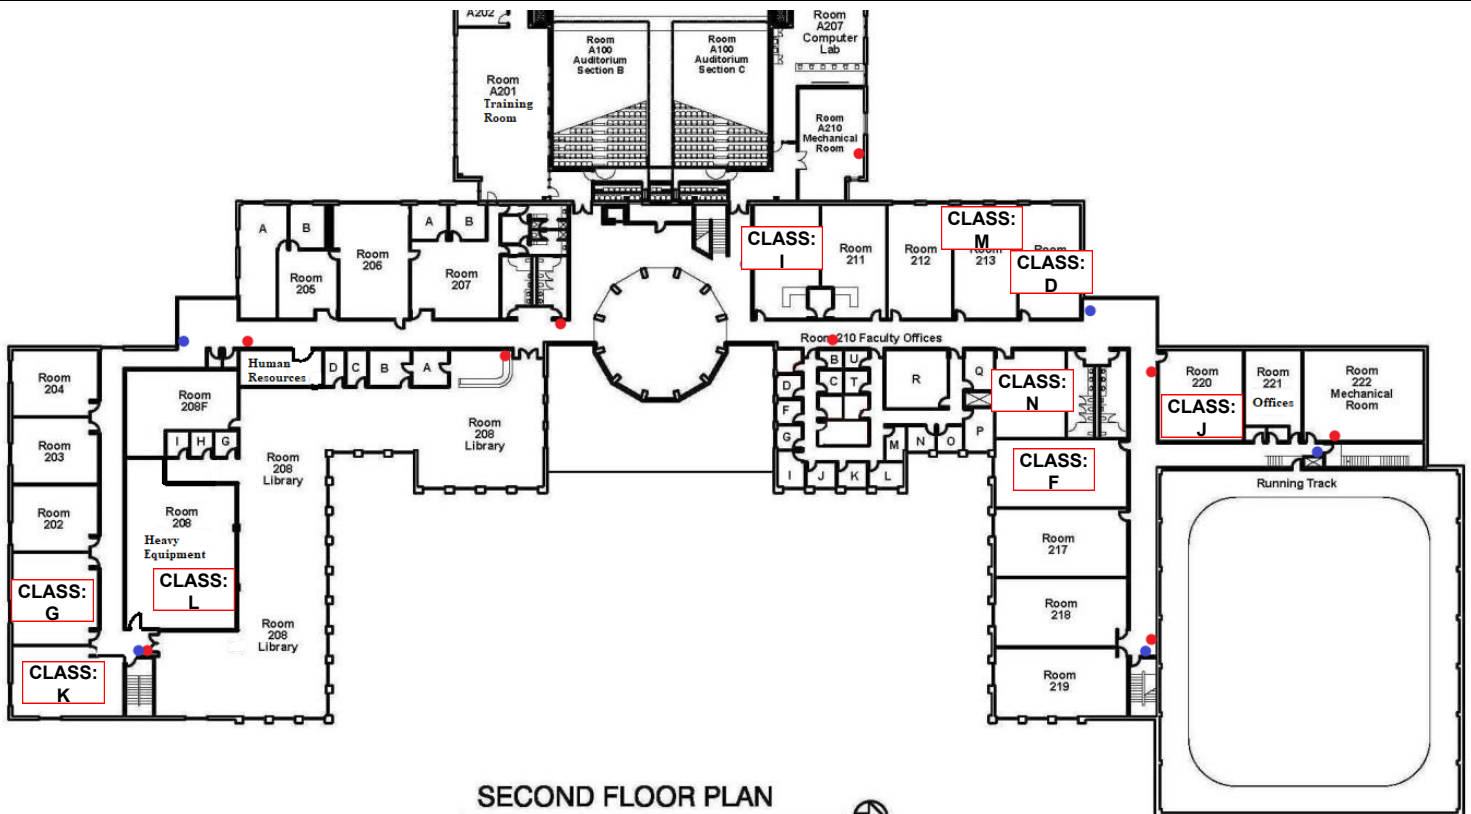 A202
Room
A201
Training
Room
Room
A100
Auditorium
Section B
Room
A100
Auditorium
Section C
Room
A207
Computer
Lab
Room
A210
Mechanical
Room
A
B
Room
205
Room
206
A
B
Room
207
CLASS:
I
Room
211
Room
212
CLASS:
M
213
Room
CLASS:
D
Room 210 Faculty Offices
Room
204
Room
203
Room
202
CLASS:
G
CLASS:
K
Human
Resources
D
C
B
A
Room
208F
I
H
G
Room
208
Library
Room
208
Library
Room
208
Heavy
Equipment
CLASS:
L
Room
208
Library
B
U
C
T
D
F
G
I
J
K
L
M
N
O
P
Q
R
CLASS:
N
CLASS:
F
Room
217
Room
218
Room
219
Room
220
CLASS:
J
Room
221
Offices
Room
222
Mechanical
Room
Running Track
SECOND FLOOR PLAN